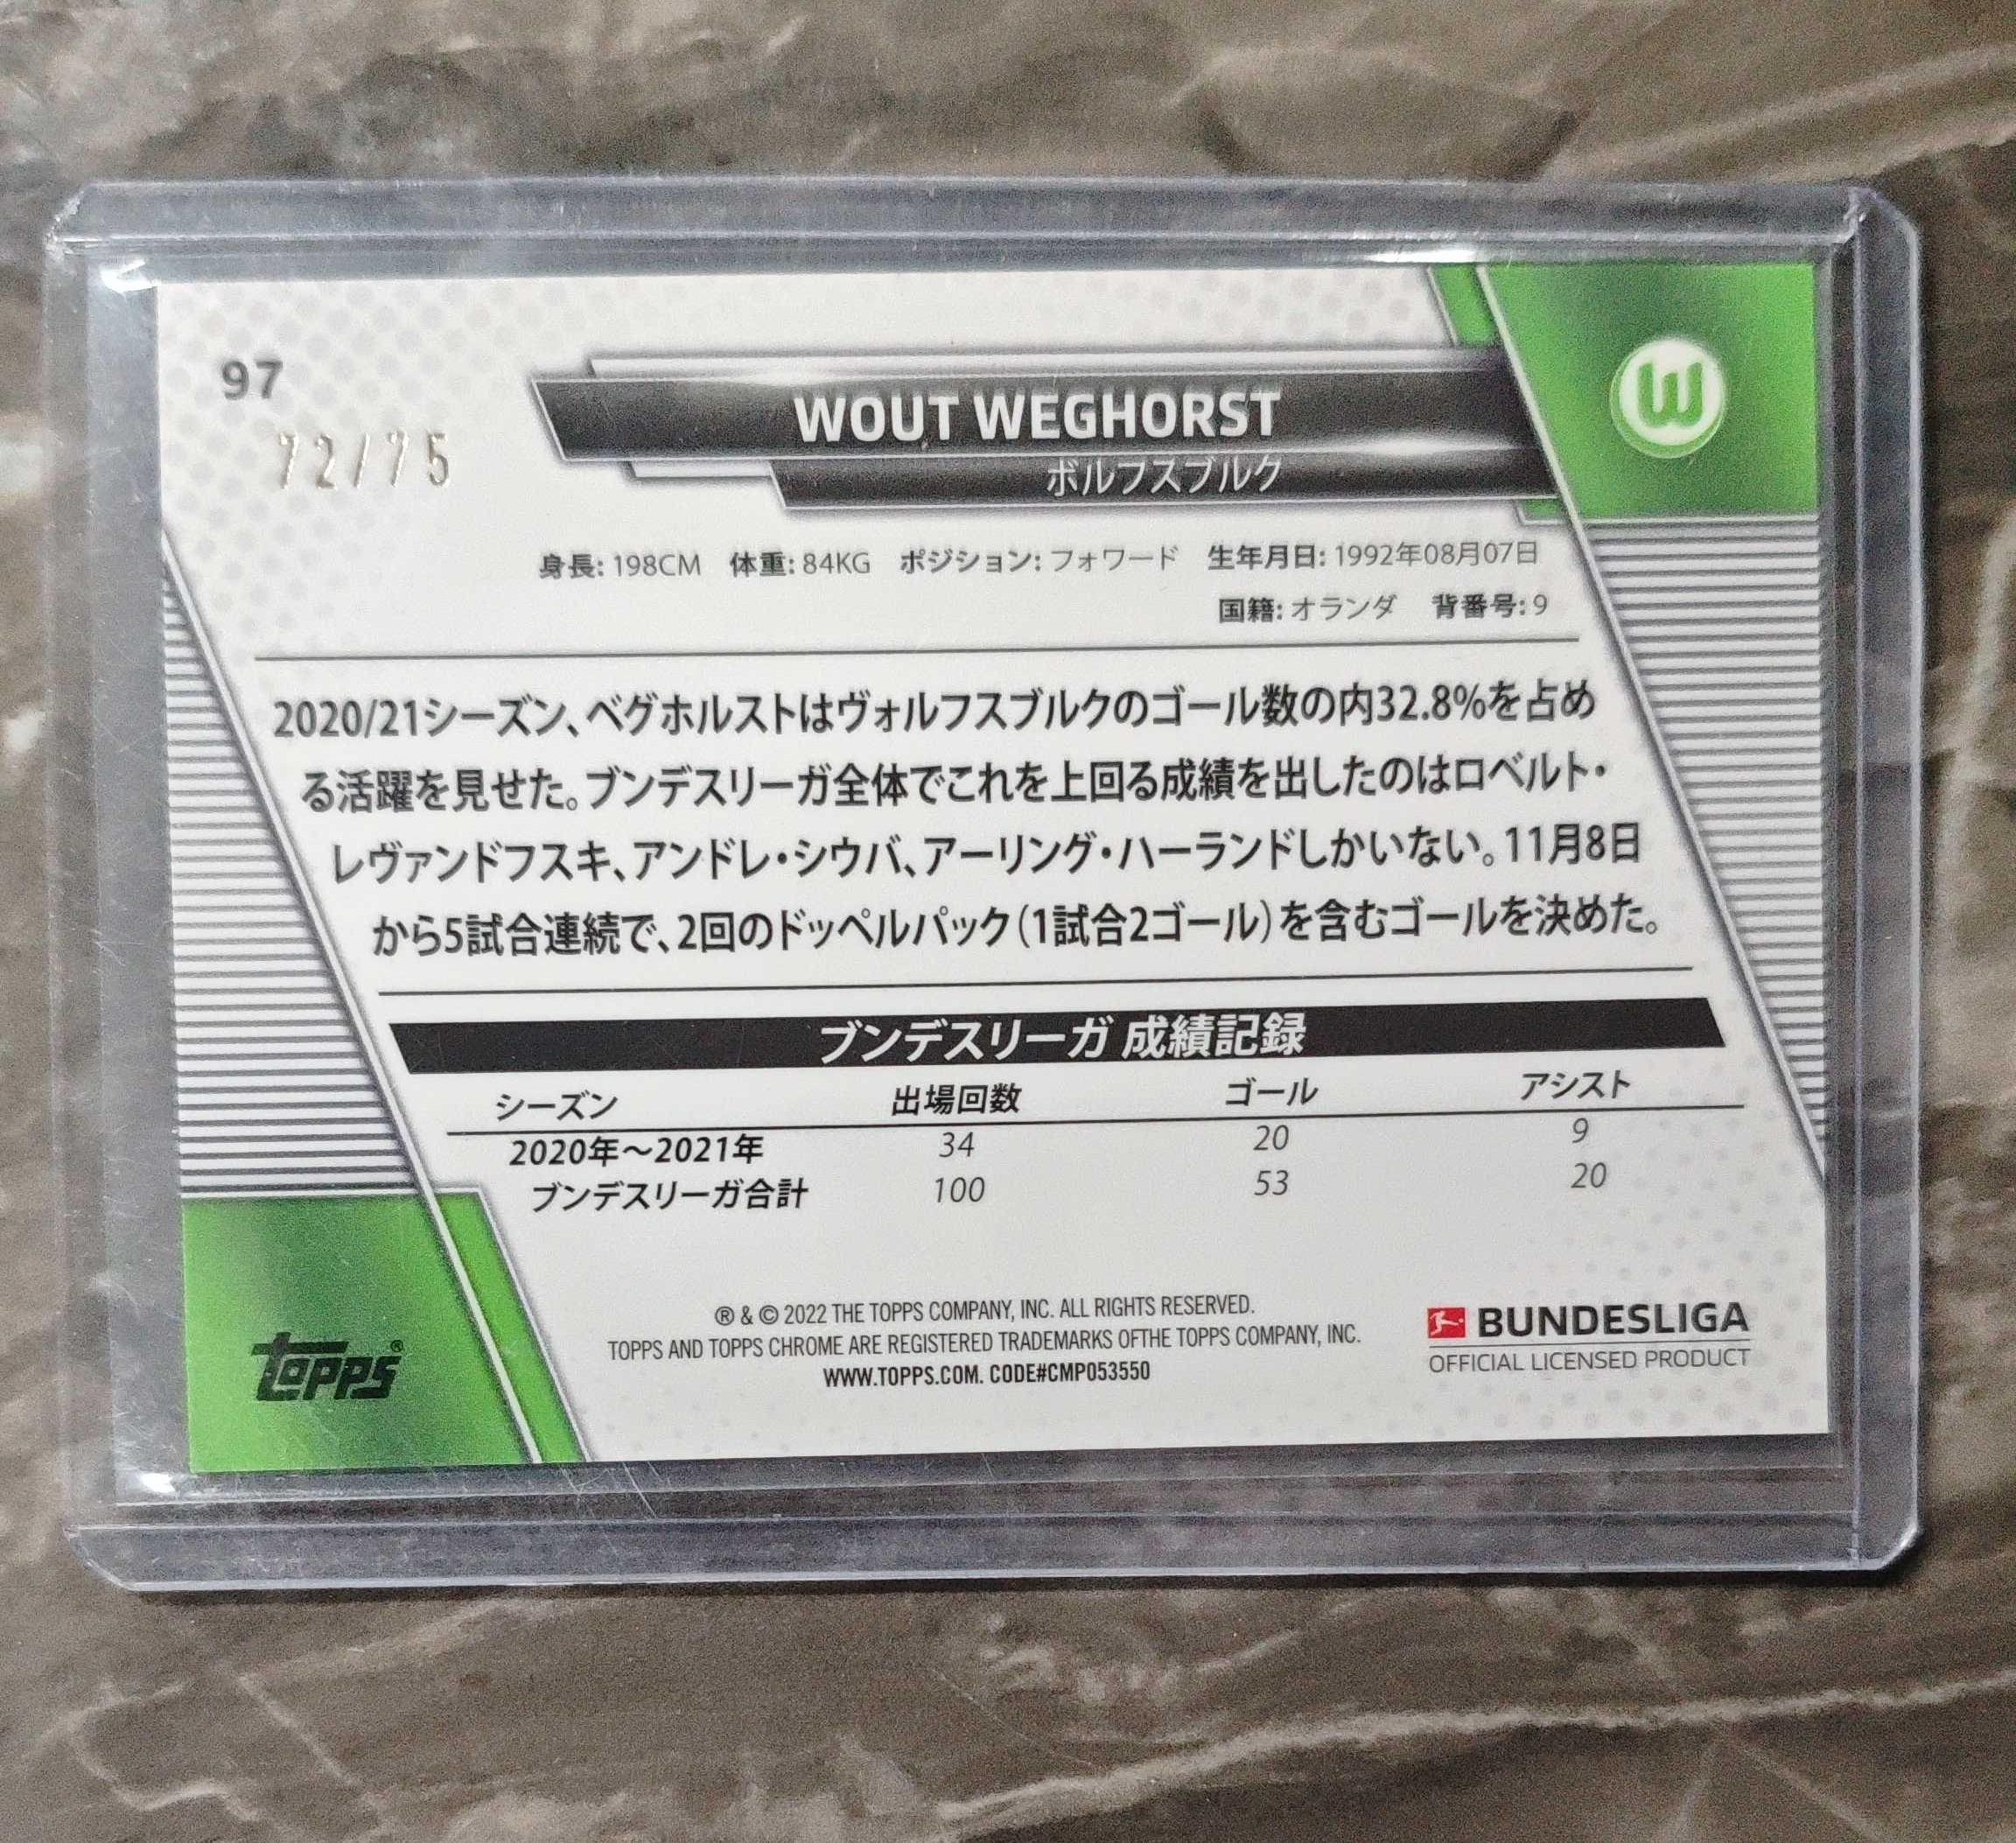 97
72/75
WOUT WEGHORST
ボルフスブルク
W
身長: 198CM 体重: 84KG ポジション: フォワード 生年月日: 1992年08月07日
国籍: オランダ 背番号: 9
2020/21シーズン、ベグホルストはヴォルフスブルクのゴール数の内32.8%を占め
る活躍を見せた。ブンデスリーガ全体でこれを上回る成績を出したのはロベルト・
レヴァンドフスキ、アンドレ・シウバ、アーリング・ハーランドしかいない。11月8日
から5試合連続で、2回のドッペルパック(1試合2ゴール)を含むゴールを決めた。
ブンデスリーガ 成績記録
シーズン 出場回数 ゴール アシスト
2020年～2021年 34 20 9
ブンデスリーガ合計 100 53 20
® & © 2022 THE TOPPS COMPANY, INC. ALL RIGHTS RESERVED.
TOPPS AND TOPPS CHROME ARE REGISTERED TRADEMARKS OFTHE TOPPS COMPANY, INC.
WWW.TOPPS.COM. CODE#CMP053550
topps®
BUNDESLIGA
OFFICIAL LICENSED PRODUCT